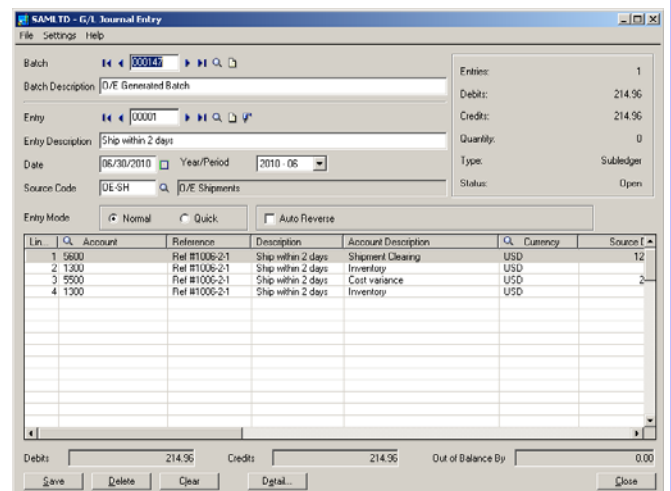 SAMLTD - G/L Journal Entry
File Settings Help
Batch 000147
Batch Description O/E Generated Batch
Entry 00001
Entry Description Ship within 2 days
Date 06/30/2010 Year/Period 2010 - 06
Source Code OE-SH O/E Shipments
Entries: 1
Debits: 214.96
Credits: 214.96
Quantity: 0
Type: Subledger
Status: Open
Entry Mode Normal Quick Auto Reverse
Lin... Account Reference Description Account Description Currency Source D
1 5600 Ref #1006-2-1 Ship within 2 days Shipment Clearing USD 12
2 1300 Ref #1006-2-1 Ship within 2 days Inventory USD
3 5500 Ref #1006-2-1 Ship within 2 days Cost variance USD 2
4 1300 Ref #1006-2-1 Ship within 2 days Inventory USD
Debits 214.96 Credits 214.96 Out of Balance By 0.00
Save Delete Clear Detail... Close